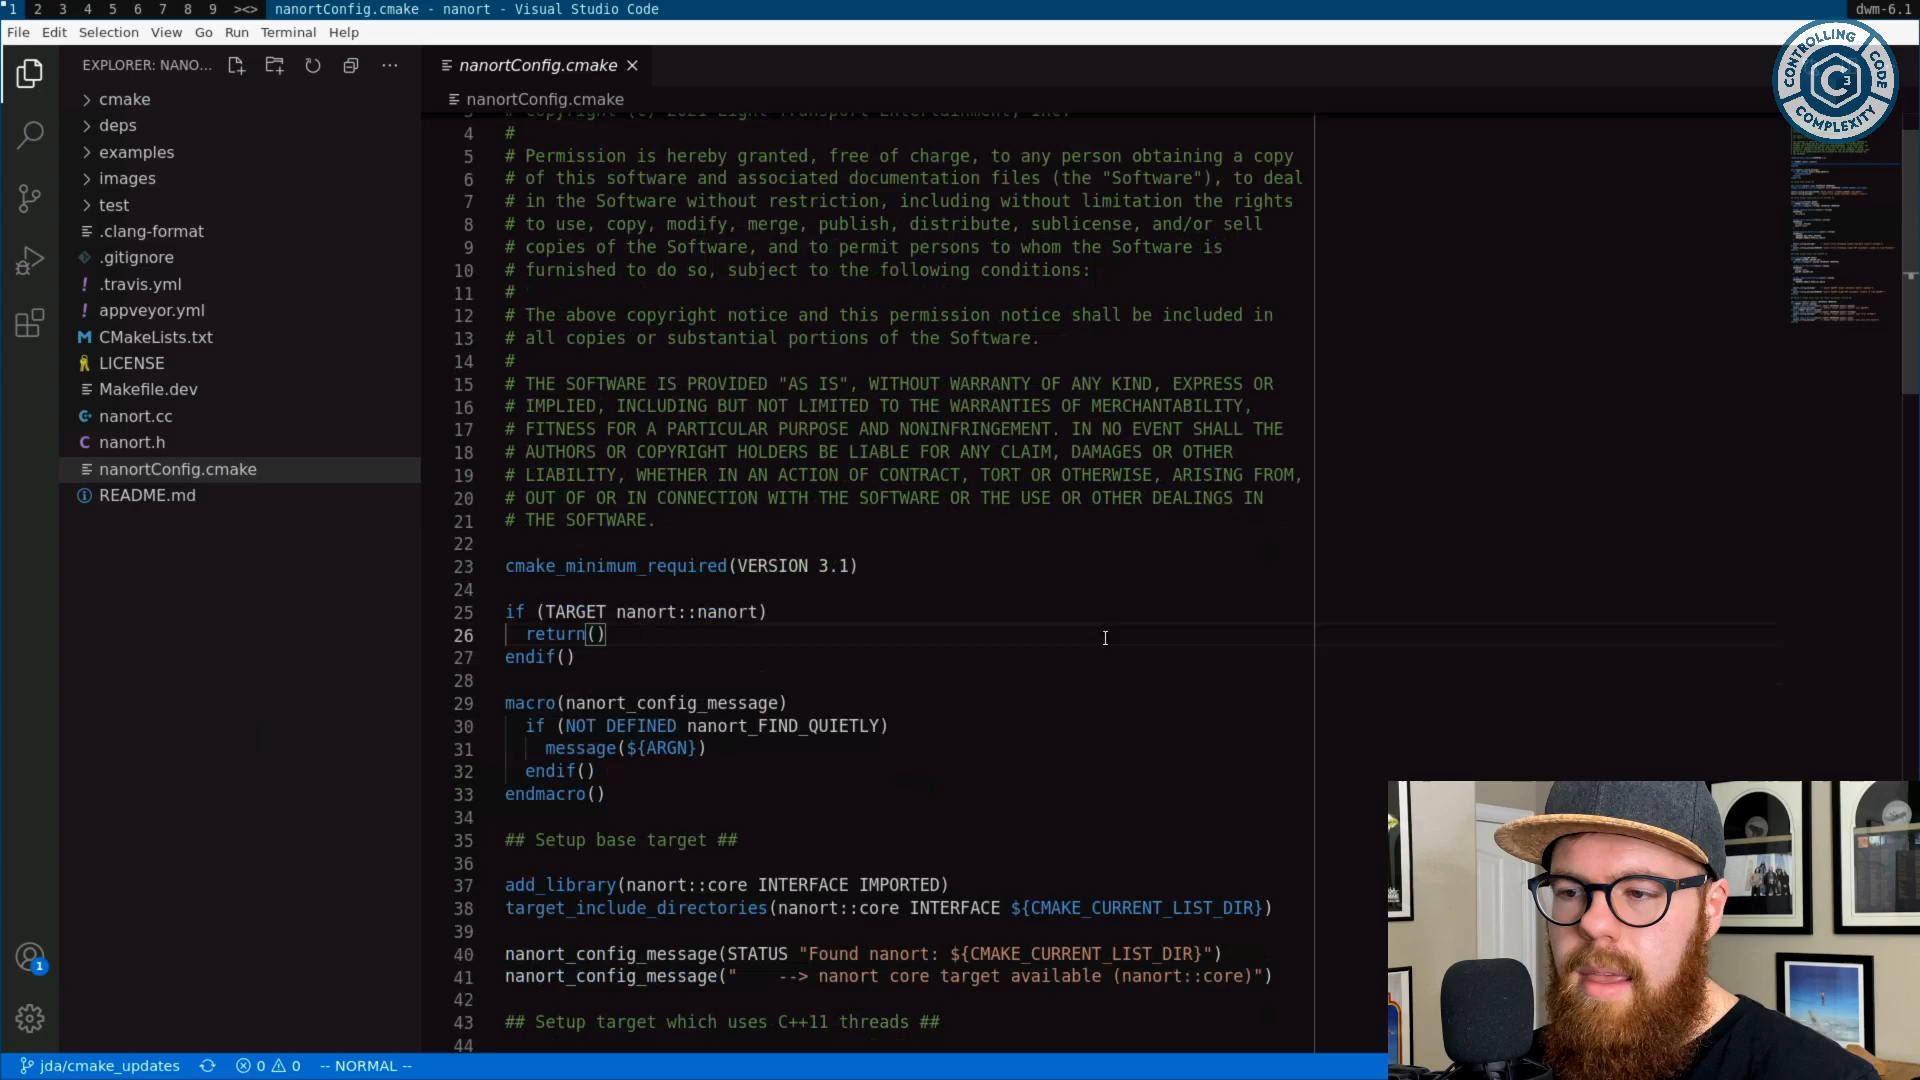 1 2 3 4 5 6 7 8 9 ><> nanortConfig.cmake - nanort - Visual Studio Code dwm-6.1
File Edit Selection View Go Run Terminal Help
EXPLORER: NANO... ···
nanortConfig.cmake ×
nanortConfig.cmake
CONTROLLING CODE COMPLEXITY
C 3
cmake
deps
examples
images
test
.clang-format
.gitignore
! .travis.yml
! appveyor.yml
M CMakeLists.txt
LICENSE
Makefile.dev
nanort.cc
C nanort.h
nanortConfig.cmake
README.md
3 # Copyright (c) 2021 Light Transport Entertainment, Inc.
4 #
5 # Permission is hereby granted, free of charge, to any person obtaining a copy
6 # of this software and associated documentation files (the "Software"), to deal
7 # in the Software without restriction, including without limitation the rights
8 # to use, copy, modify, merge, publish, distribute, sublicense, and/or sell
9 # copies of the Software, and to permit persons to whom the Software is
10 # furnished to do so, subject to the following conditions:
11 #
12 # The above copyright notice and this permission notice shall be included in
13 # all copies or substantial portions of the Software.
14 #
15 # THE SOFTWARE IS PROVIDED "AS IS", WITHOUT WARRANTY OF ANY KIND, EXPRESS OR
16 # IMPLIED, INCLUDING BUT NOT LIMITED TO THE WARRANTIES OF MERCHANTABILITY,
17 # FITNESS FOR A PARTICULAR PURPOSE AND NONINFRINGEMENT. IN NO EVENT SHALL THE
18 # AUTHORS OR COPYRIGHT HOLDERS BE LIABLE FOR ANY CLAIM, DAMAGES OR OTHER
19 # LIABILITY, WHETHER IN AN ACTION OF CONTRACT, TORT OR OTHERWISE, ARISING FROM,
20 # OUT OF OR IN CONNECTION WITH THE SOFTWARE OR THE USE OR OTHER DEALINGS IN
21 # THE SOFTWARE.
22
23 cmake_minimum_required(VERSION 3.1)
24
25 if (TARGET nanort::nanort)
26 return()
27 endif()
28
29 macro(nanort_config_message)
30 if (NOT DEFINED nanort_FIND_QUIETLY)
31 message(${ARGN})
32 endif()
33 endmacro()
34
35 ## Setup base target ##
36
37 add_library(nanort::core INTERFACE IMPORTED)
38 target_include_directories(nanort::core INTERFACE ${CMAKE_CURRENT_LIST_DIR})
39
40 nanort_config_message(STATUS "Found nanort: ${CMAKE_CURRENT_LIST_DIR}")
41 nanort_config_message("    --> nanort core target available (nanort::core)")
42
43 ## Setup target which uses C++11 threads ##
44
1
jda/cmake_updates 0 0 -- NORMAL --